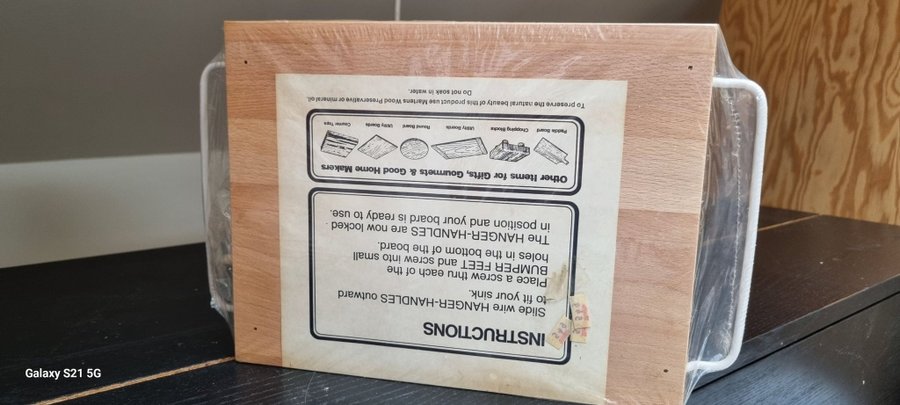 INSTRUCTIONS
Slide wire HANGER-HANDLES outward
to fit your sink.
Place a screw thru each of the
BUMPER FEET and screw into small
holes in the bottom of the board.
The HANGER-HANDLES are now locked
in position and your board is ready to use.
Other Items for Gifts, Gourmets & Good Home Makers
Paddle Board
Chopping Blocks
Utility Boards
Round Board
Utility Boards
Counter Tops
To preserve the natural beauty of this product use Martens Wood Preservative or mineral oil.
Do not soak in water.
Galaxy S21 5G